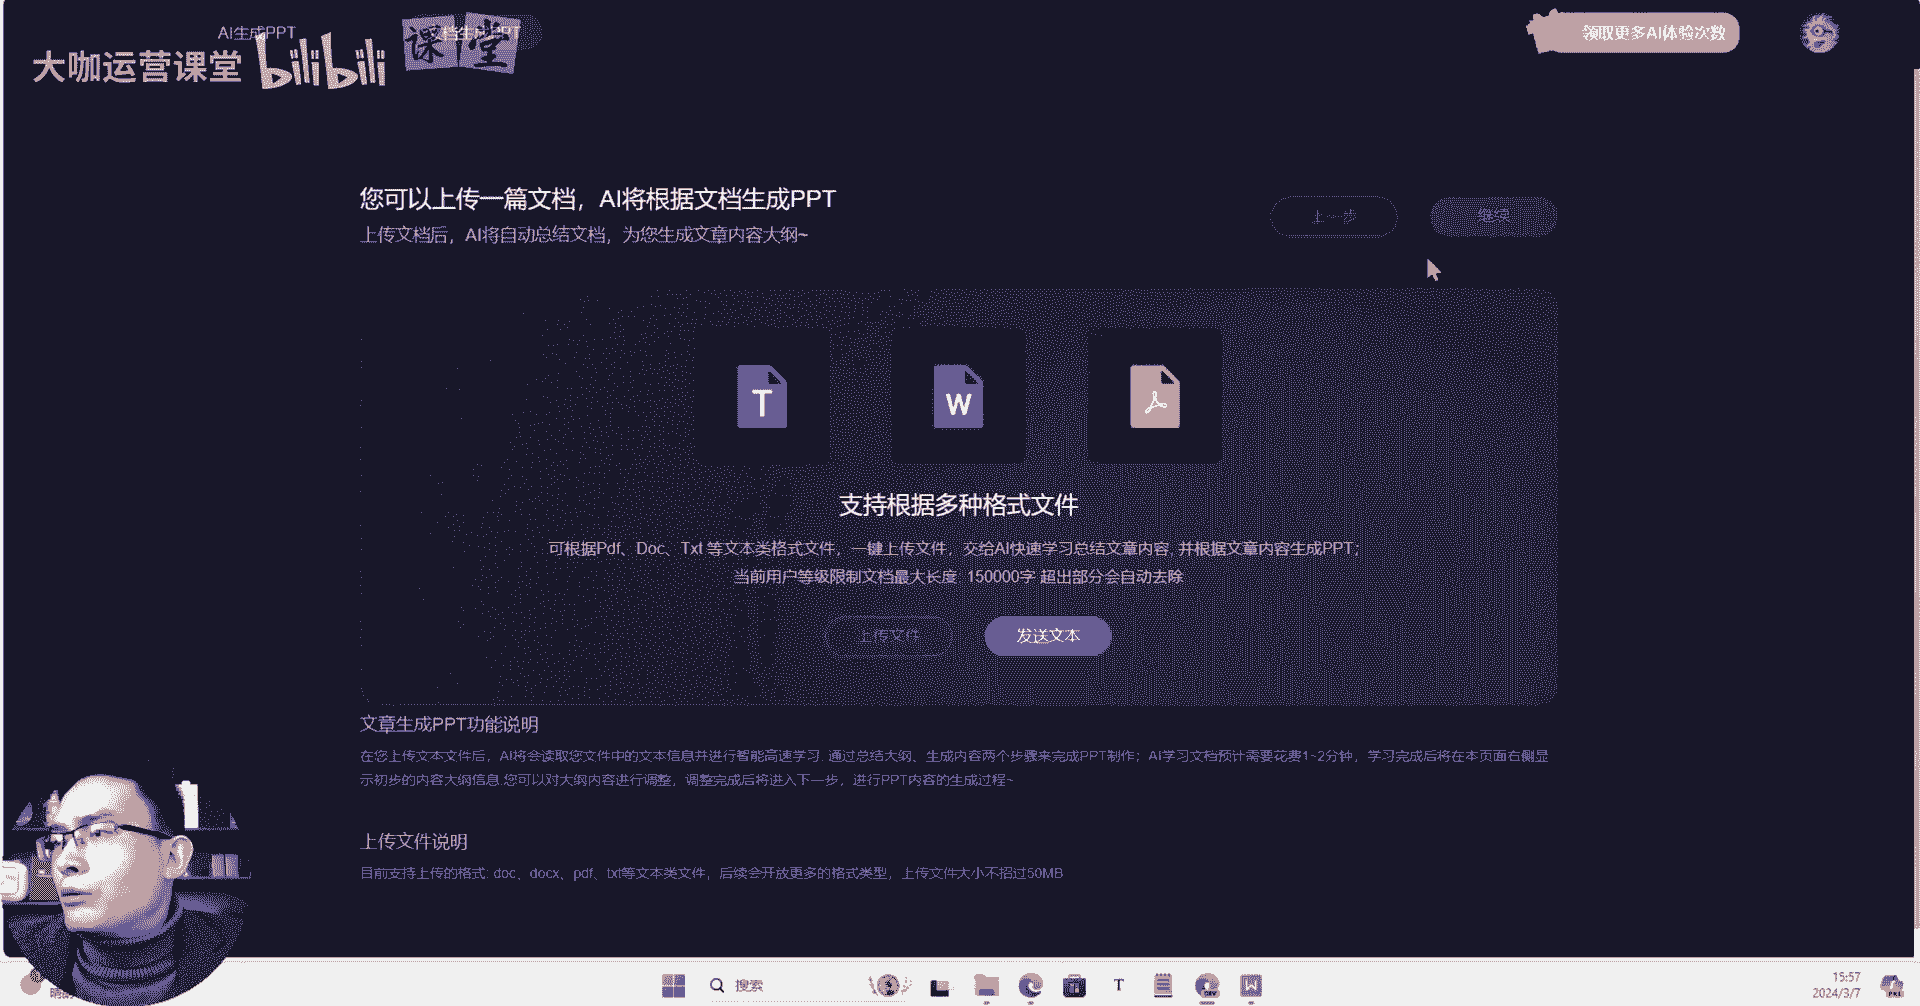 AI生成PPT
文档生成PPT
领取更多AI体验次数
大咖运营课堂 bilibili 课堂
您可以上传一篇文档，AI将根据文档生成PPT
上传文档后，AI将自动总结文档，为您生成文章内容大纲~
上一步
继续
T
W
支持根据多种格式文件
可根据Pdf、Doc、Txt 等文本类格式文件，一键上传文件，交给AI快速学习总结文章内容, 并根据文章内容生成PPT；
当前用户等级限制文档最大长度 150000字 超出部分会自动去除
上传文件
发送文本
文章生成PPT功能说明
在您上传文本文件后，AI将会读取您文件中的文本信息并进行智能高速学习. 通过总结大纲、生成内容两个步骤来完成PPT制作；AI学习文档预计需要花费1~2分钟，学习完成后将在本页面右侧显
示初步的内容大纲信息.您可以对大纲内容进行调整，调整完成后将进入下一步，进行PPT内容的生成过程~
上传文件说明
目前支持上传的格式: doc、docx、pdf、txt等文本类文件，后续会开放更多的格式类型，上传文件大小不招过50MB
搜索
T
W
15:57
2024/3/7